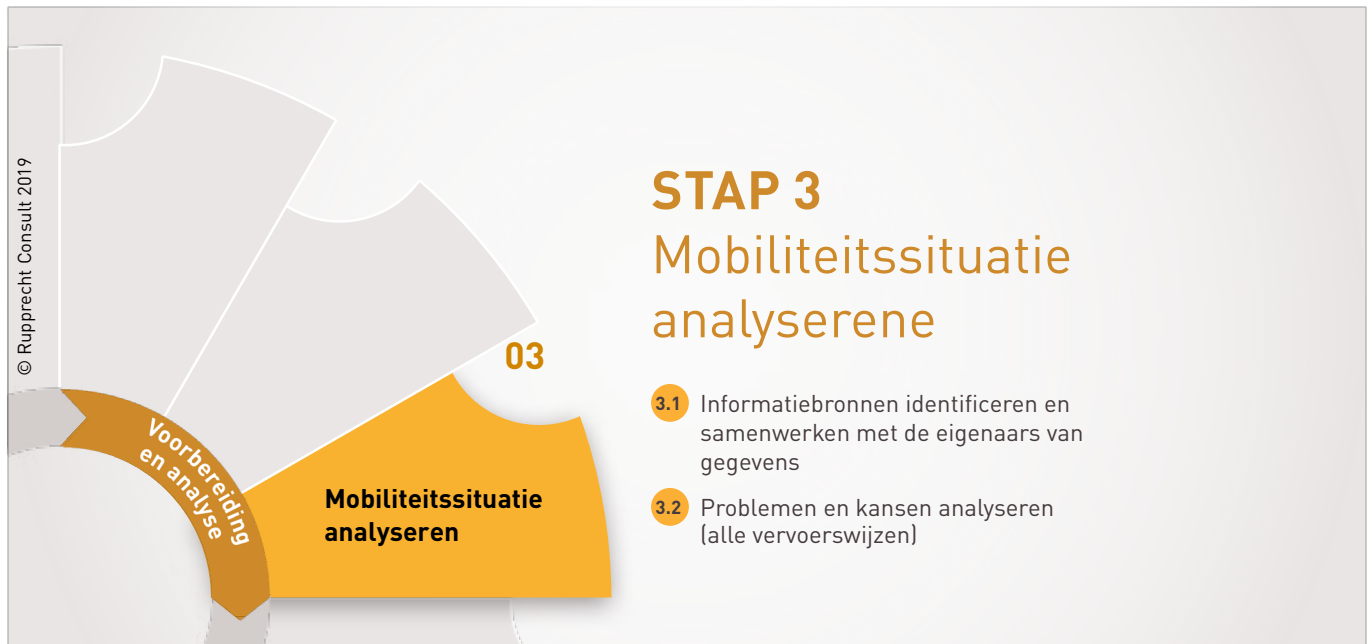 © Rupprecht Consult 2019
STAP 3
Mobiliteitssituatie
analyserene
03
3.1 Informatiebronnen identificeren en
samenwerken met de eigenaars van
gegevens
3.2 Problemen en kansen analyseren
(alle vervoerswijzen)
Voorbereiding
en analyse
Mobiliteitssituatie
analyseren